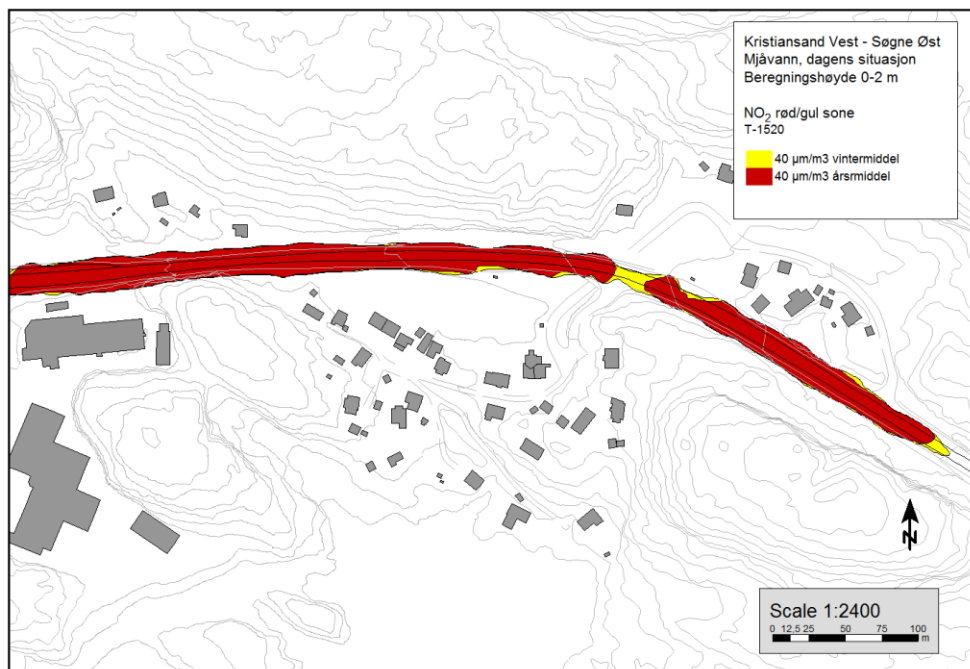 Kristiansand Vest - Søgne Øst
Mjåvann, dagens situasjon
Beregningshøyde 0-2 m
NO₂ rød/gul sone
T-1520
40 µm/m3 vintermiddel
40 µm/m3 årsrmiddel
N
Scale 1:2400
0 12,5 25 50 75 100
m